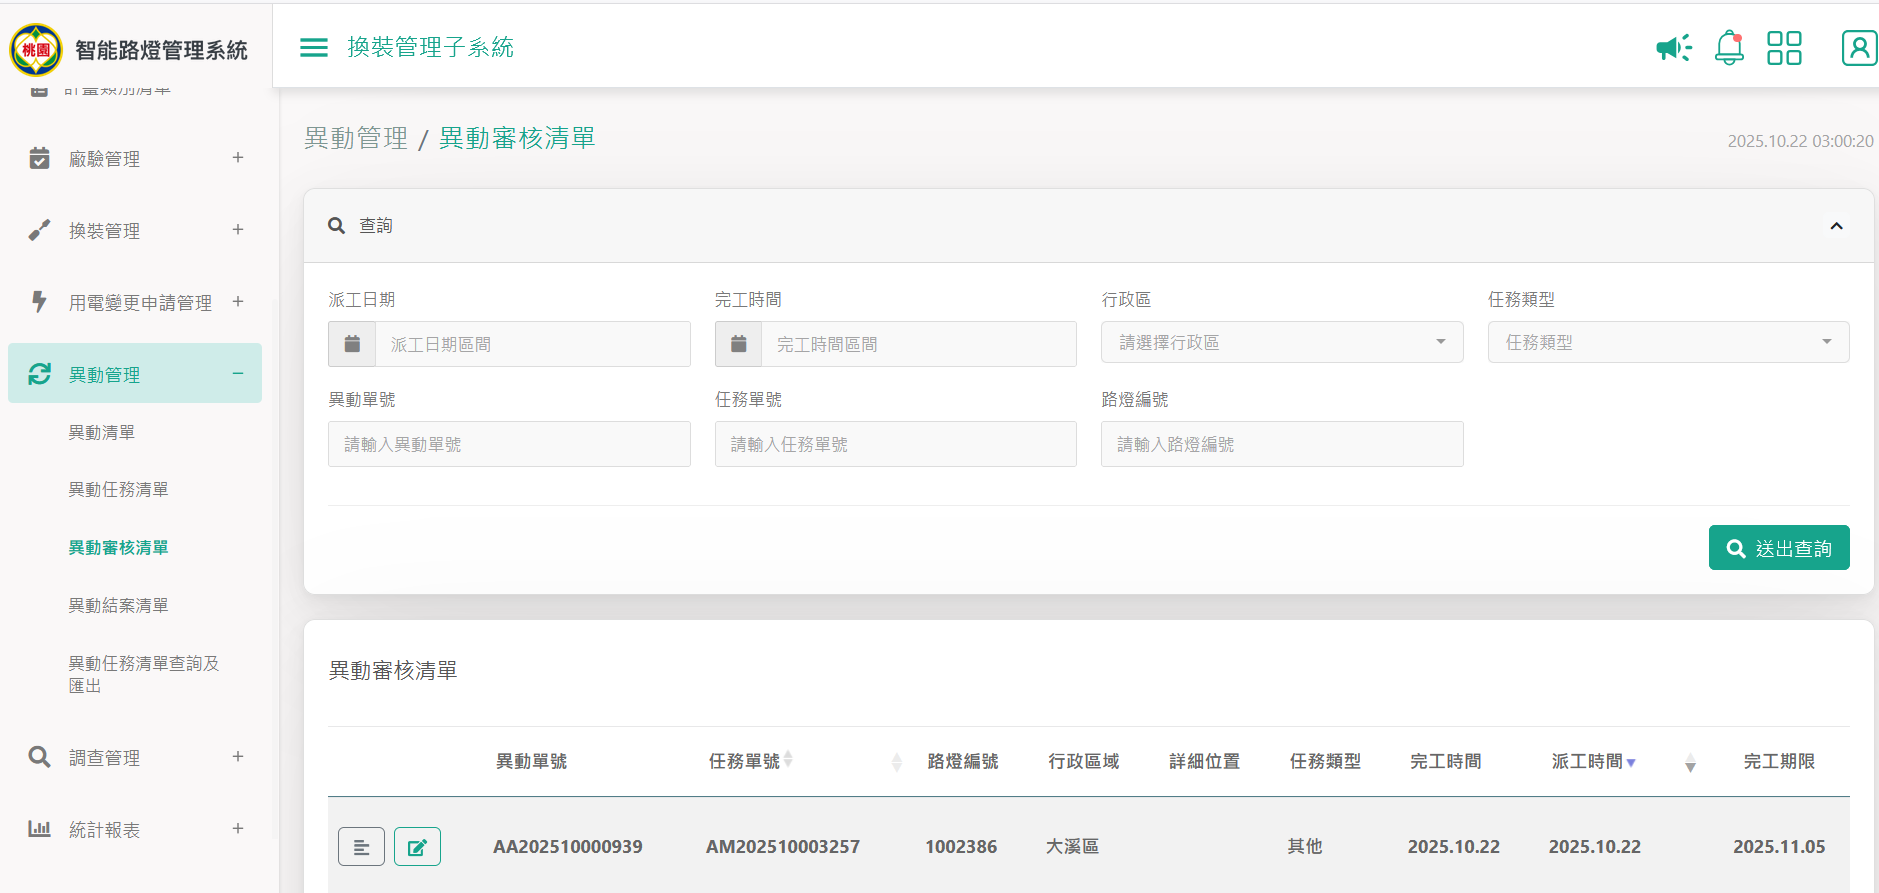 桃園
智能路燈管理系統
換裝管理子系統
計畫類別清單
廠驗管理
換裝管理
用電變更申請管理
異動管理
異動清單
異動任務清單
異動審核清單
異動結案清單
異動任務清單查詢及
匯出
調查管理
統計報表
異動管理 / 異動審核清單
2025.10.22 03:00:20
查詢
派工日期
完工時間
行政區
任務類型
派工日期區間
完工時間區間
請選擇行政區
任務類型
異動單號
任務單號
路燈編號
請輸入異動單號
請輸入任務單號
請輸入路燈編號
送出查詢
異動審核清單
異動單號 任務單號 路燈編號 行政區域 詳細位置 任務類型 完工時間 派工時間 完工期限
AA202510000939 AM202510003257 1002386 大溪區 其他 2025.10.22 2025.10.22 2025.11.05